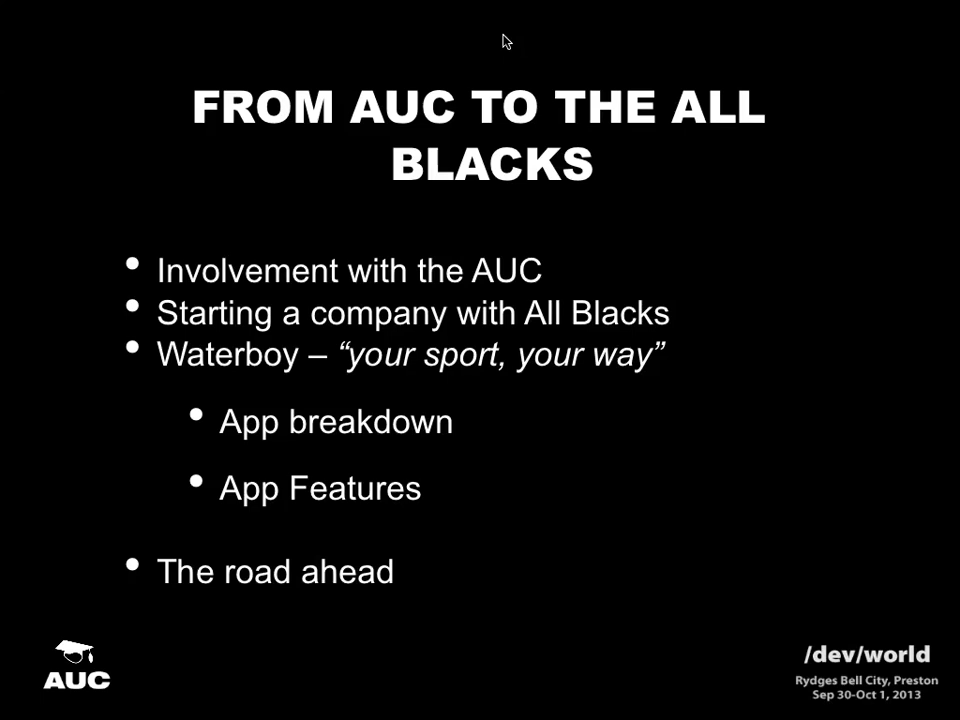 FROM AUC TO THE ALL
BLACKS
• Involvement with the AUC
• Starting a company with All Blacks
• Waterboy – “your sport, your way”
• App breakdown
• App Features
• The road ahead
AUC
/dev/world
Rydges Bell City, Preston
Sep 30-Oct 1, 2013